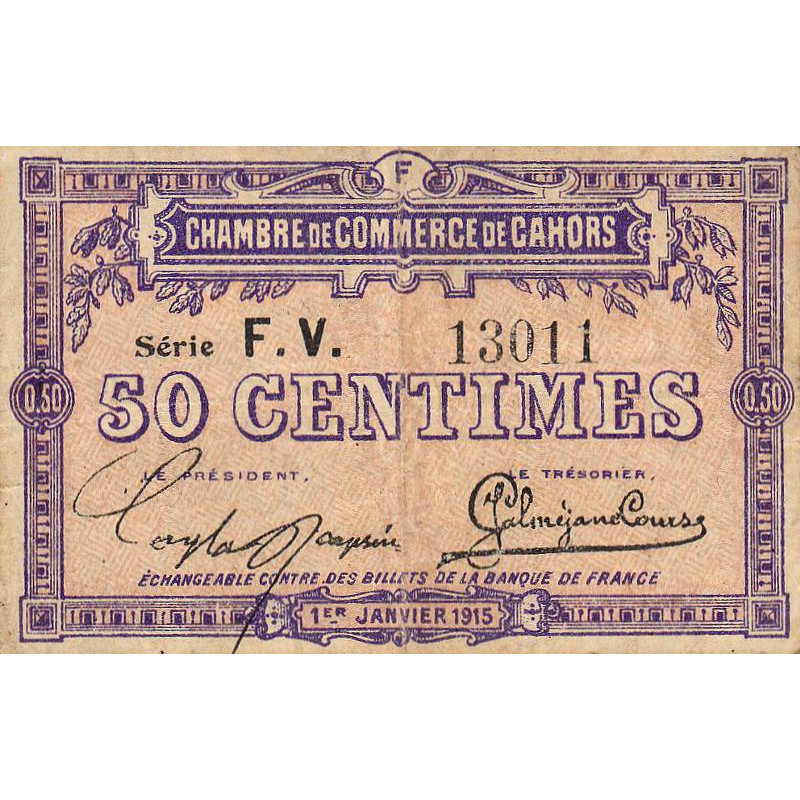 F
CHAMBRE DE COMMERCE DE CAHORS
Série F.V. 13011
0.50 50 CENTIMES 0.50
LE PRÉSIDENT, LE TRÉSORIER,
ÉCHANGEABLE CONTRE DES BILLETS DE LA BANQUE DE FRANCE
1ER JANVIER 1915